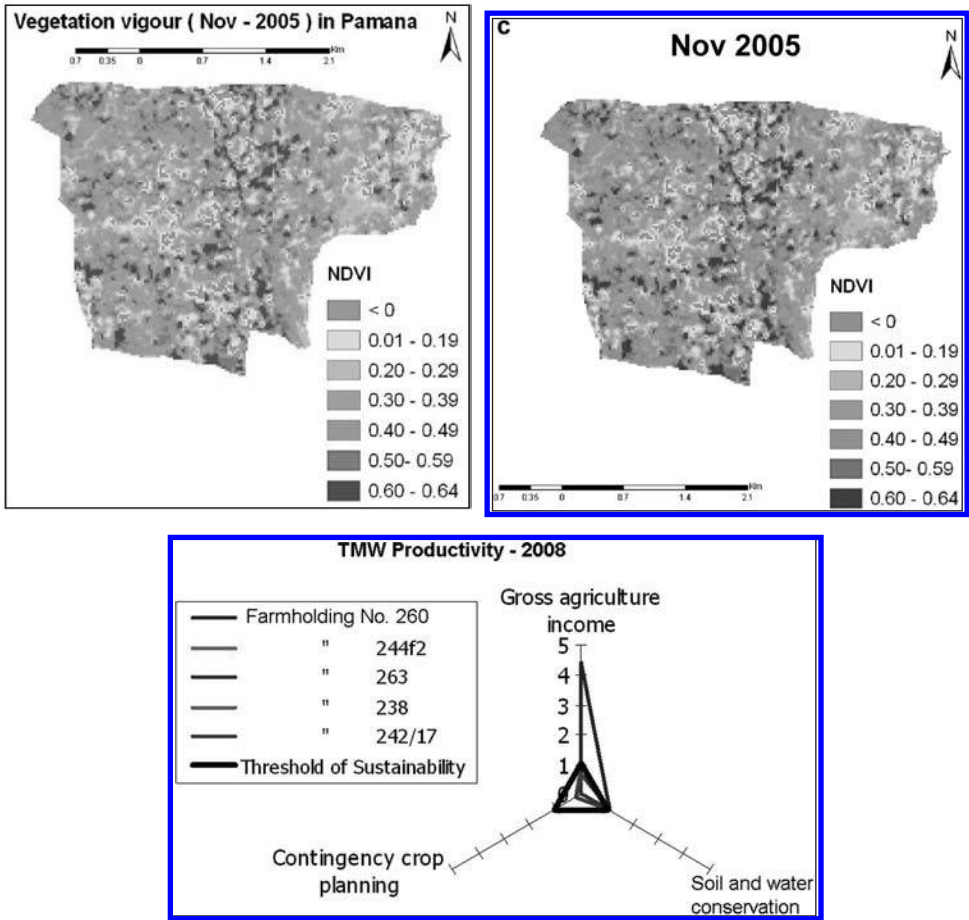 Vegetation vigour ( Nov - 2005 ) in Pamana
N
Km
0.7 0.35 0 0.7 1.4 2.1
NDVI
< 0
0.01 - 0.19
0.20 - 0.29
0.30 - 0.39
0.40 - 0.49
0.50- 0.59
0.60 - 0.64
c
Nov 2005
N
NDVI
< 0
0.01 - 0.19
0.20 - 0.29
0.30 - 0.39
0.40 - 0.49
0.50- 0.59
0.60 - 0.64
Km
0.7 0.35 0 0.7 1.4 2.1
TMW Productivity - 2008
Farmholding No. 260
" 244f2
" 263
" 238
" 242/17
Threshold of Sustainability
Gross agriculture
income
5
4
3
2
1
0
Contingency crop
planning
Soil and water
conservation